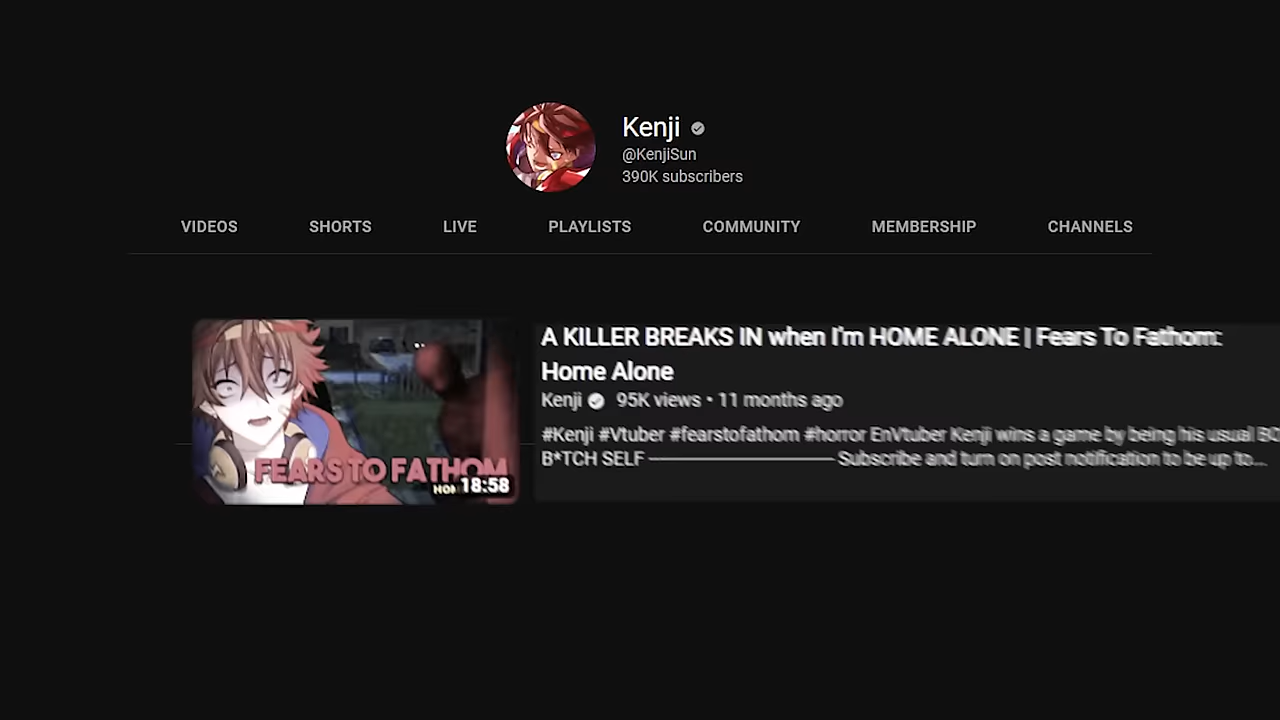 Kenji
@KenjiSun
390K subscribers
VIDEOS SHORTS LIVE PLAYLISTS COMMUNITY MEMBERSHIP CHANNELS
A KILLER BREAKS IN when I'm HOME ALONE | Fears To Fathom:
Home Alone
Kenji 95K views • 11 months ago
#Kenji #Vtuber #fearstofathom #horror EnVtuber Kenji wins a game by being his usual
B*TCH SELF ———————————— Subscribe and turn on post notification to be up to...
FEARS TO FATHOM
18:58